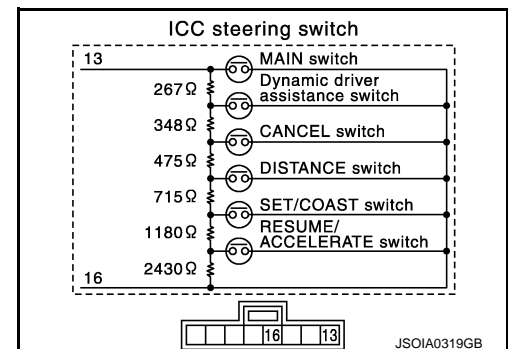 ICC steering switch
13
MAIN switch
267Ω
Dynamic driver
assistance switch
348Ω
CANCEL switch
475Ω
DISTANCE switch
715Ω
SET/COAST switch
1180Ω
RESUME/
ACCELERATE switch
2430Ω
16
16 13
JSOIA0319GB